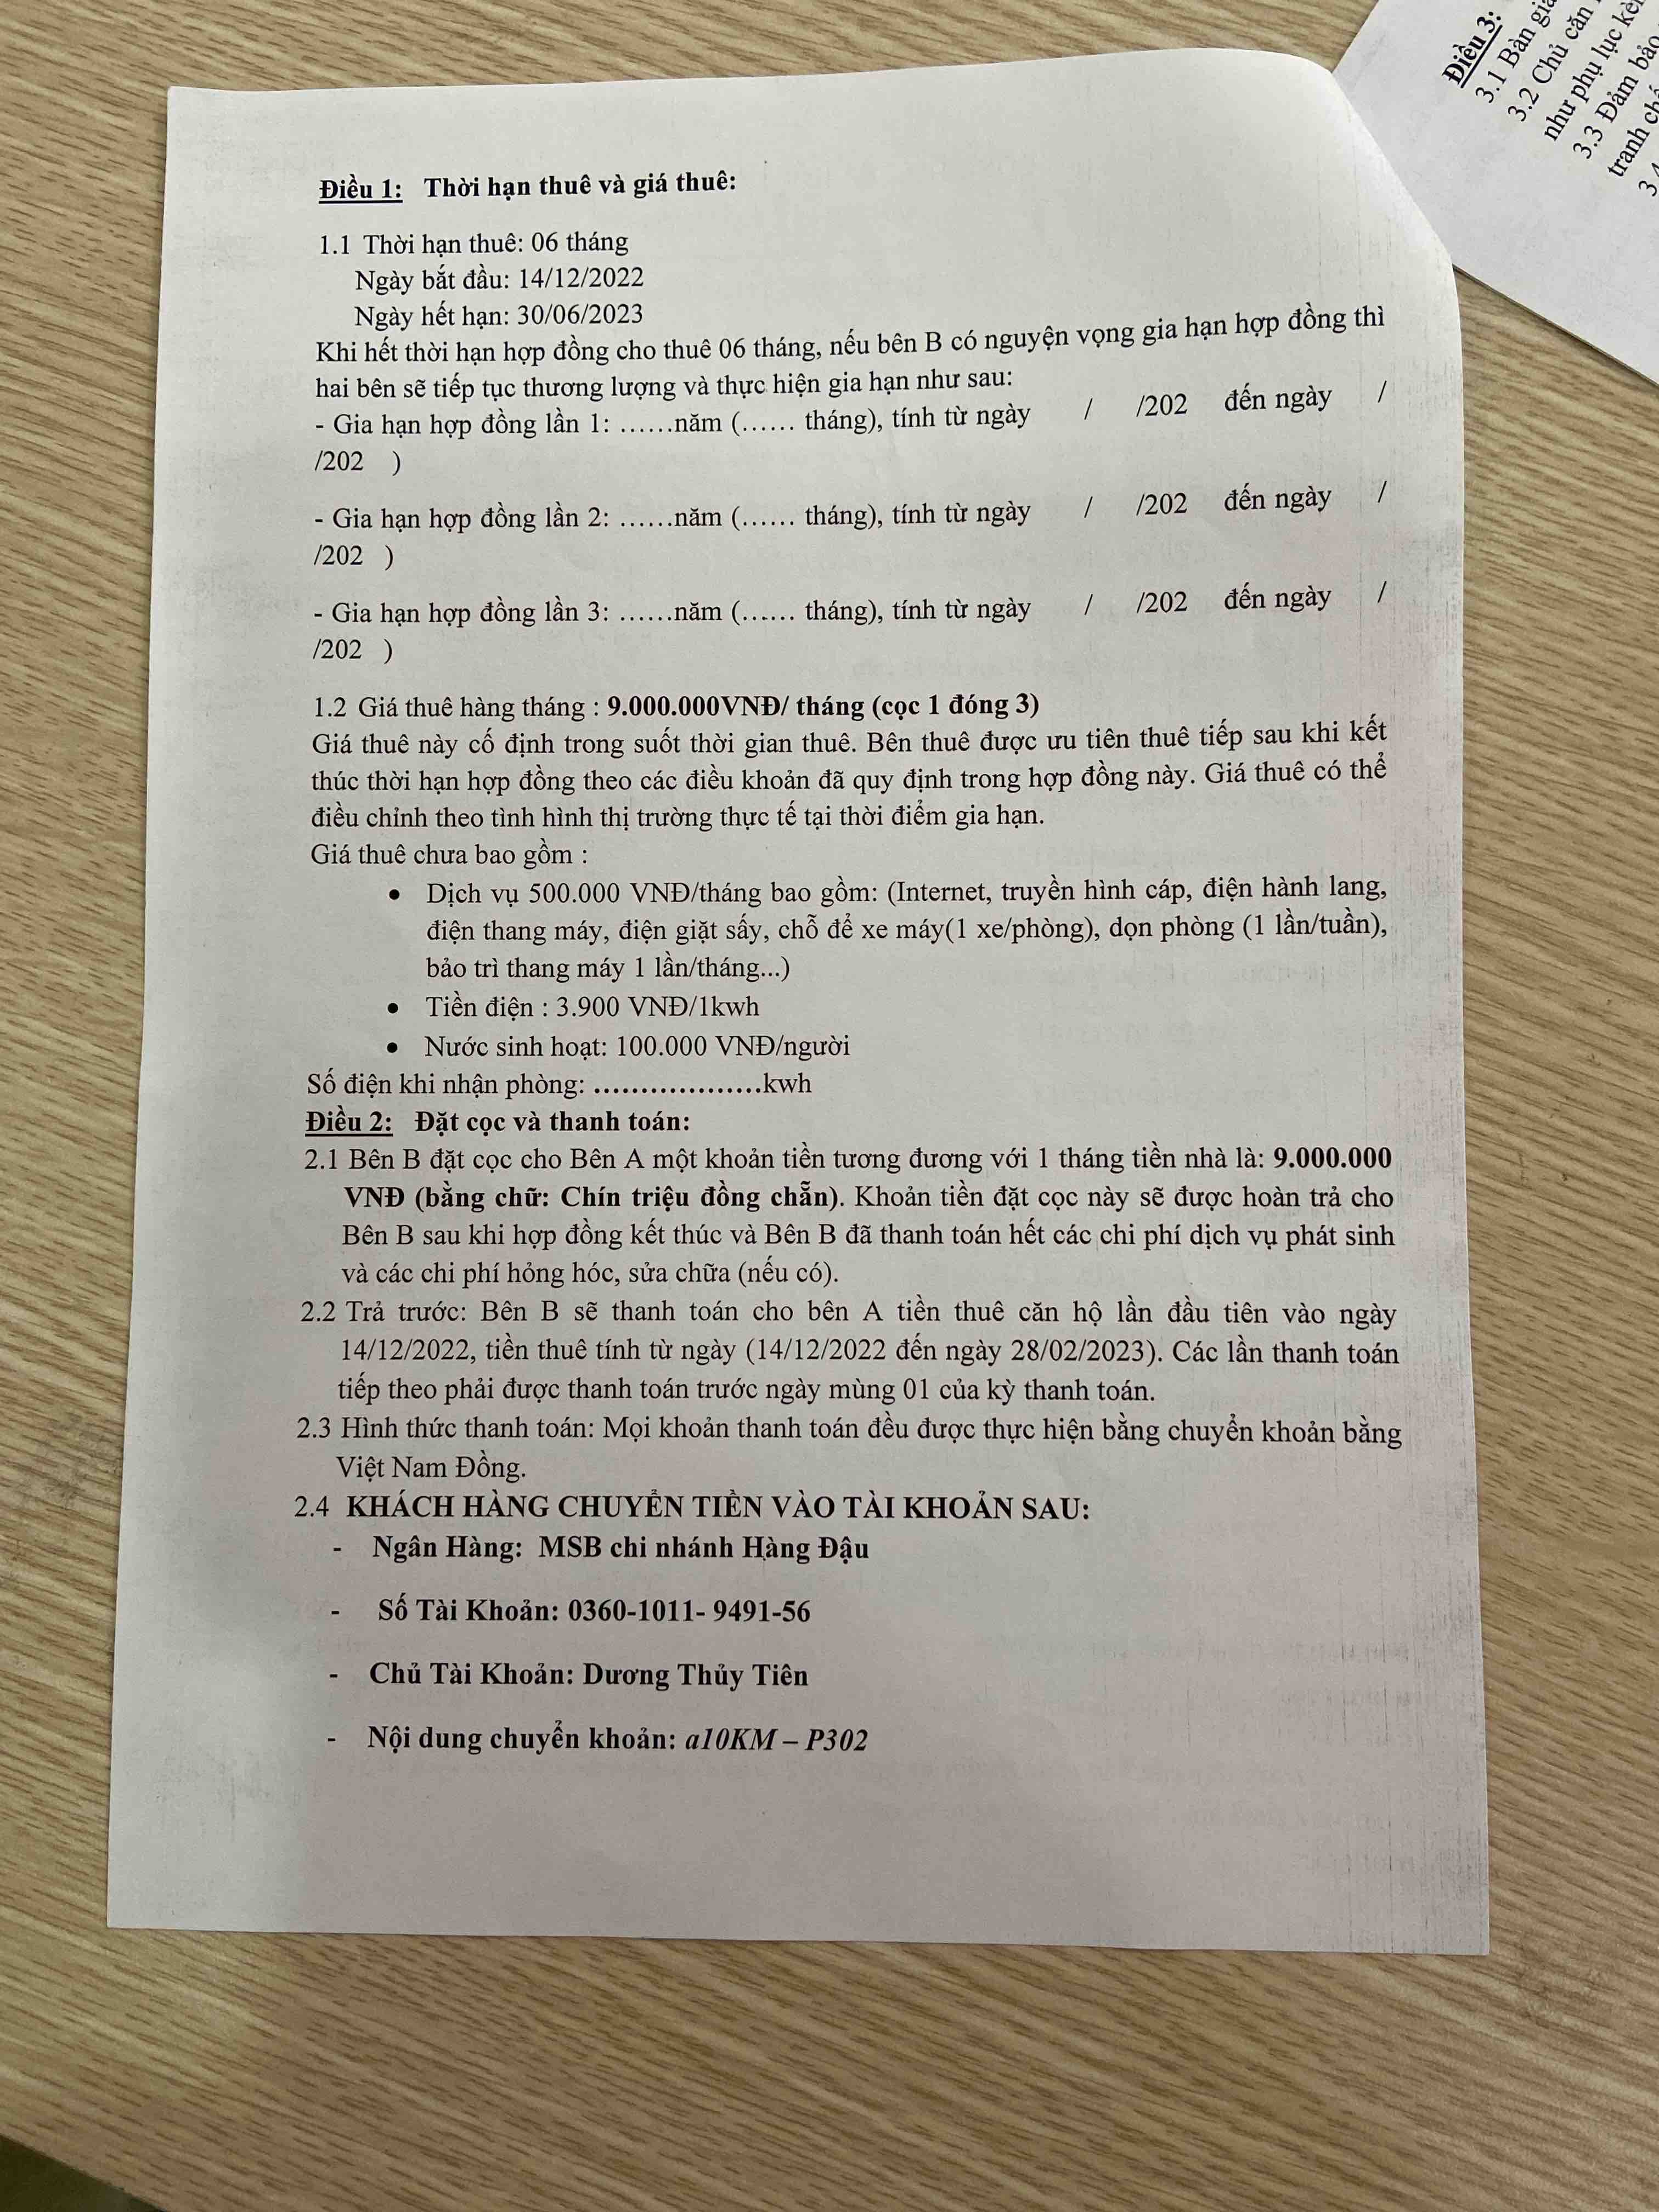 Điều 1: Thời hạn thuê và giá thuê:
1.1 Thời hạn thuê: 06 tháng
Ngày bắt đầu: 14/12/2022
Ngày hết hạn: 30/06/2023
Khi hết thời hạn hợp đồng cho thuê 06 tháng, nếu bên B có nguyện vọng gia hạn hợp đồng thì
hai bên sẽ tiếp tục thương lượng và thực hiện gia hạn như sau:
- Gia hạn hợp đồng lần 1: ……năm (…… tháng), tính từ ngày / /202 đến ngày /
/202 )
- Gia hạn hợp đồng lần 2: ……năm (…… tháng), tính từ ngày / /202 đến ngày /
/202 )
- Gia hạn hợp đồng lần 3: ……năm (…… tháng), tính từ ngày / /202 đến ngày /
/202 )
1.2 Giá thuê hàng tháng : 9.000.000VNĐ/ tháng (cọc 1 đóng 3)
Giá thuê này cố định trong suốt thời gian thuê. Bên thuê được ưu tiên thuê tiếp sau khi kết
thúc thời hạn hợp đồng theo các điều khoản đã quy định trong hợp đồng này. Giá thuê có thể
điều chỉnh theo tình hình thị trường thực tế tại thời điểm gia hạn.
Giá thuê chưa bao gồm :
• Dịch vụ 500.000 VNĐ/tháng bao gồm: (Internet, truyền hình cáp, điện hành lang,
điện thang máy, điện giặt sấy, chỗ để xe máy(1 xe/phòng), dọn phòng (1 lần/tuần),
bảo trì thang máy 1 lần/tháng...)
• Tiền điện : 3.900 VNĐ/1kwh
• Nước sinh hoạt: 100.000 VNĐ/người
Số điện khi nhận phòng: ………………kwh
Điều 2: Đặt cọc và thanh toán:
2.1 Bên B đặt cọc cho Bên A một khoản tiền tương đương với 1 tháng tiền nhà là: 9.000.000
VNĐ (bằng chữ: Chín triệu đồng chẵn). Khoản tiền đặt cọc này sẽ được hoàn trả cho
Bên B sau khi hợp đồng kết thúc và Bên B đã thanh toán hết các chi phí dịch vụ phát sinh
và các chi phí hỏng hóc, sửa chữa (nếu có).
2.2 Trả trước: Bên B sẽ thanh toán cho bên A tiền thuê căn hộ lần đầu tiên vào ngày
14/12/2022, tiền thuê tính từ ngày (14/12/2022 đến ngày 28/02/2023). Các lần thanh toán
tiếp theo phải được thanh toán trước ngày mùng 01 của kỳ thanh toán.
2.3 Hình thức thanh toán: Mọi khoản thanh toán đều được thực hiện bằng chuyển khoản bằng
Việt Nam Đồng.
2.4 KHÁCH HÀNG CHUYỂN TIỀN VÀO TÀI KHOẢN SAU:
- Ngân Hàng: MSB chi nhánh Hàng Đậu
- Số Tài Khoản: 0360-1011- 9491-56
- Chủ Tài Khoản: Dương Thủy Tiên
- Nội dung chuyển khoản: a10KM – P302
Điều 3:
3.1 Bàn
3.2 Chủ căn
như phụ lục
3.3 Đảm bảo
tranh